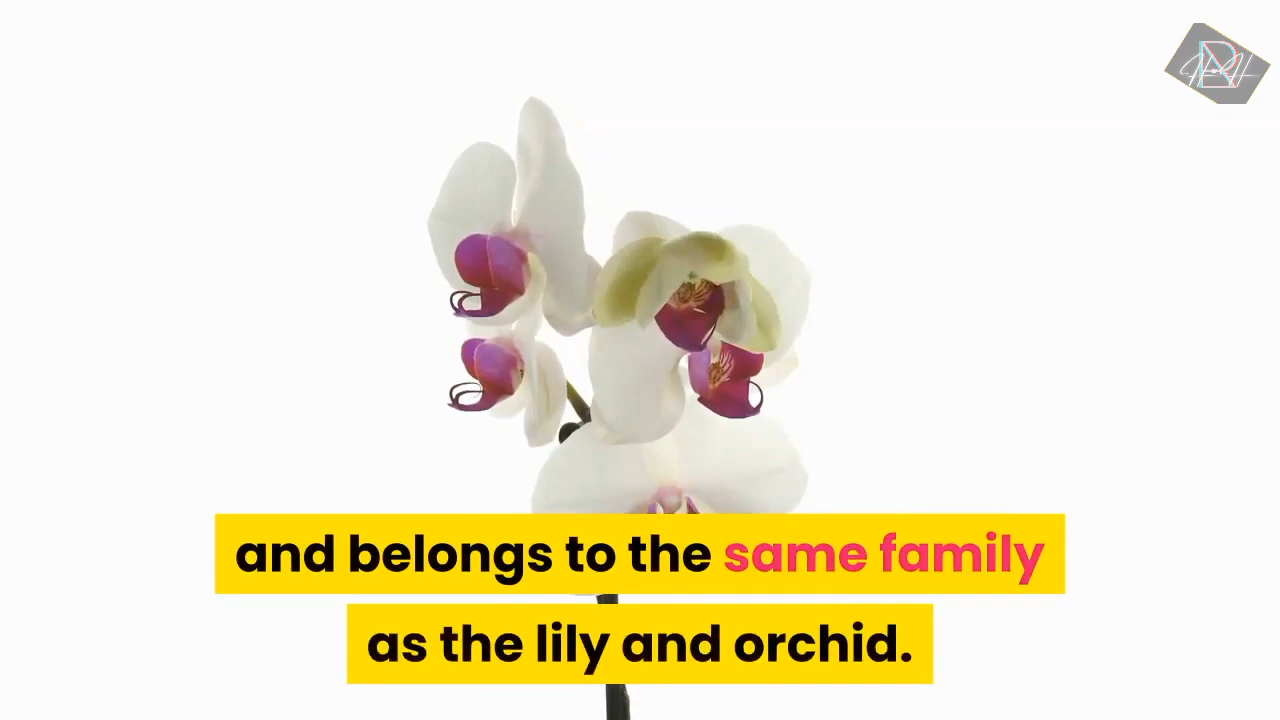 and belongs to the same family
as the lily and orchid.